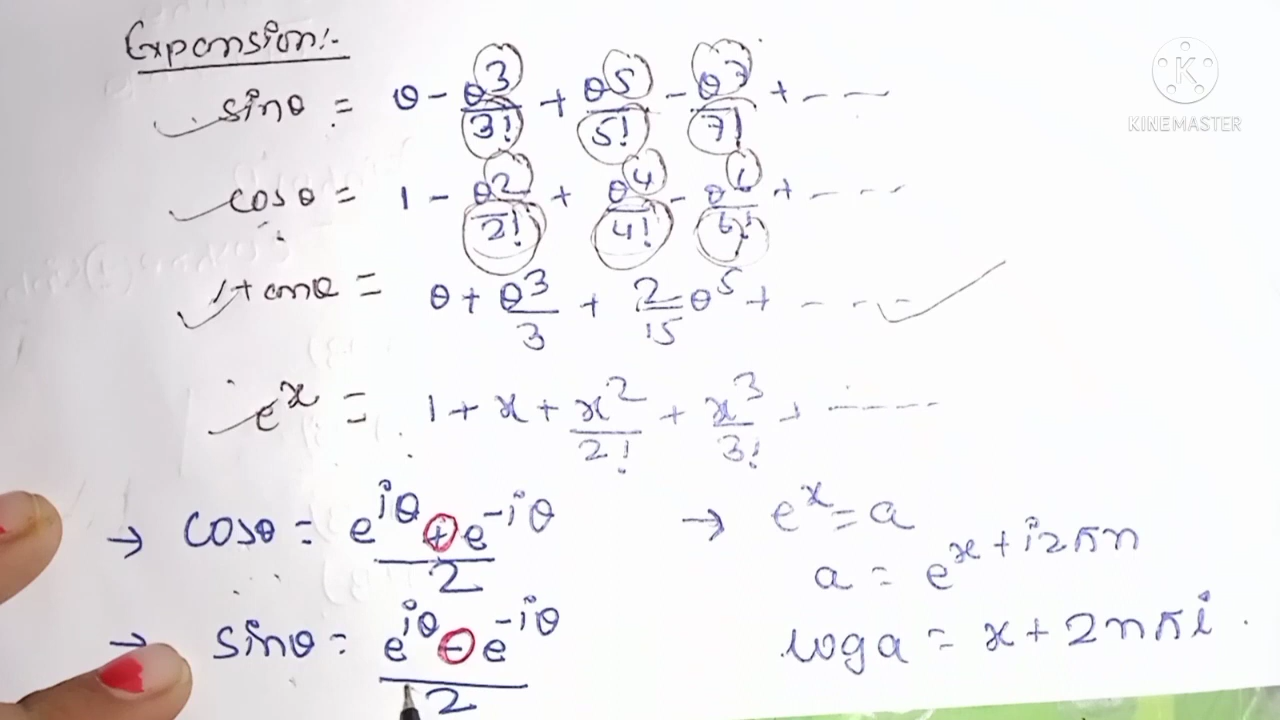 Expansion:-
sinθ = θ - θ³/3! + θ⁵/5! - θ⁷/7! + - - -
K
KINEMASTER
cosθ = 1 - θ²/2! + θ⁴/4! - θ⁶/6! + - - -
tanθ = θ + θ³/3 + 2/15 θ⁵ + - - - -
eˣ = 1 + x + x²/2! + x³/3! + - - - -
→ cosθ = (e^iθ + e^-iθ)/2
→ sinθ = (e^iθ - e^-iθ)/2
→ eˣ = a
a = e^x+i2πn
log a = x + 2nπi.